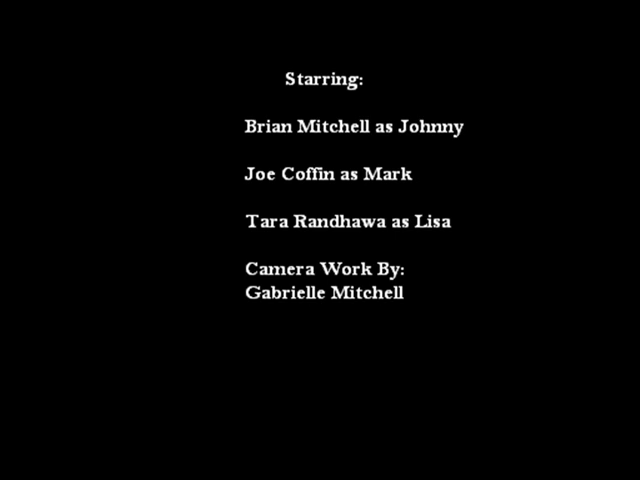 Starring:
Brian Mitchell as Johnny
Joe Coffin as Mark
Tara Randhawa as Lisa
Camera Work By:
Gabrielle Mitchell